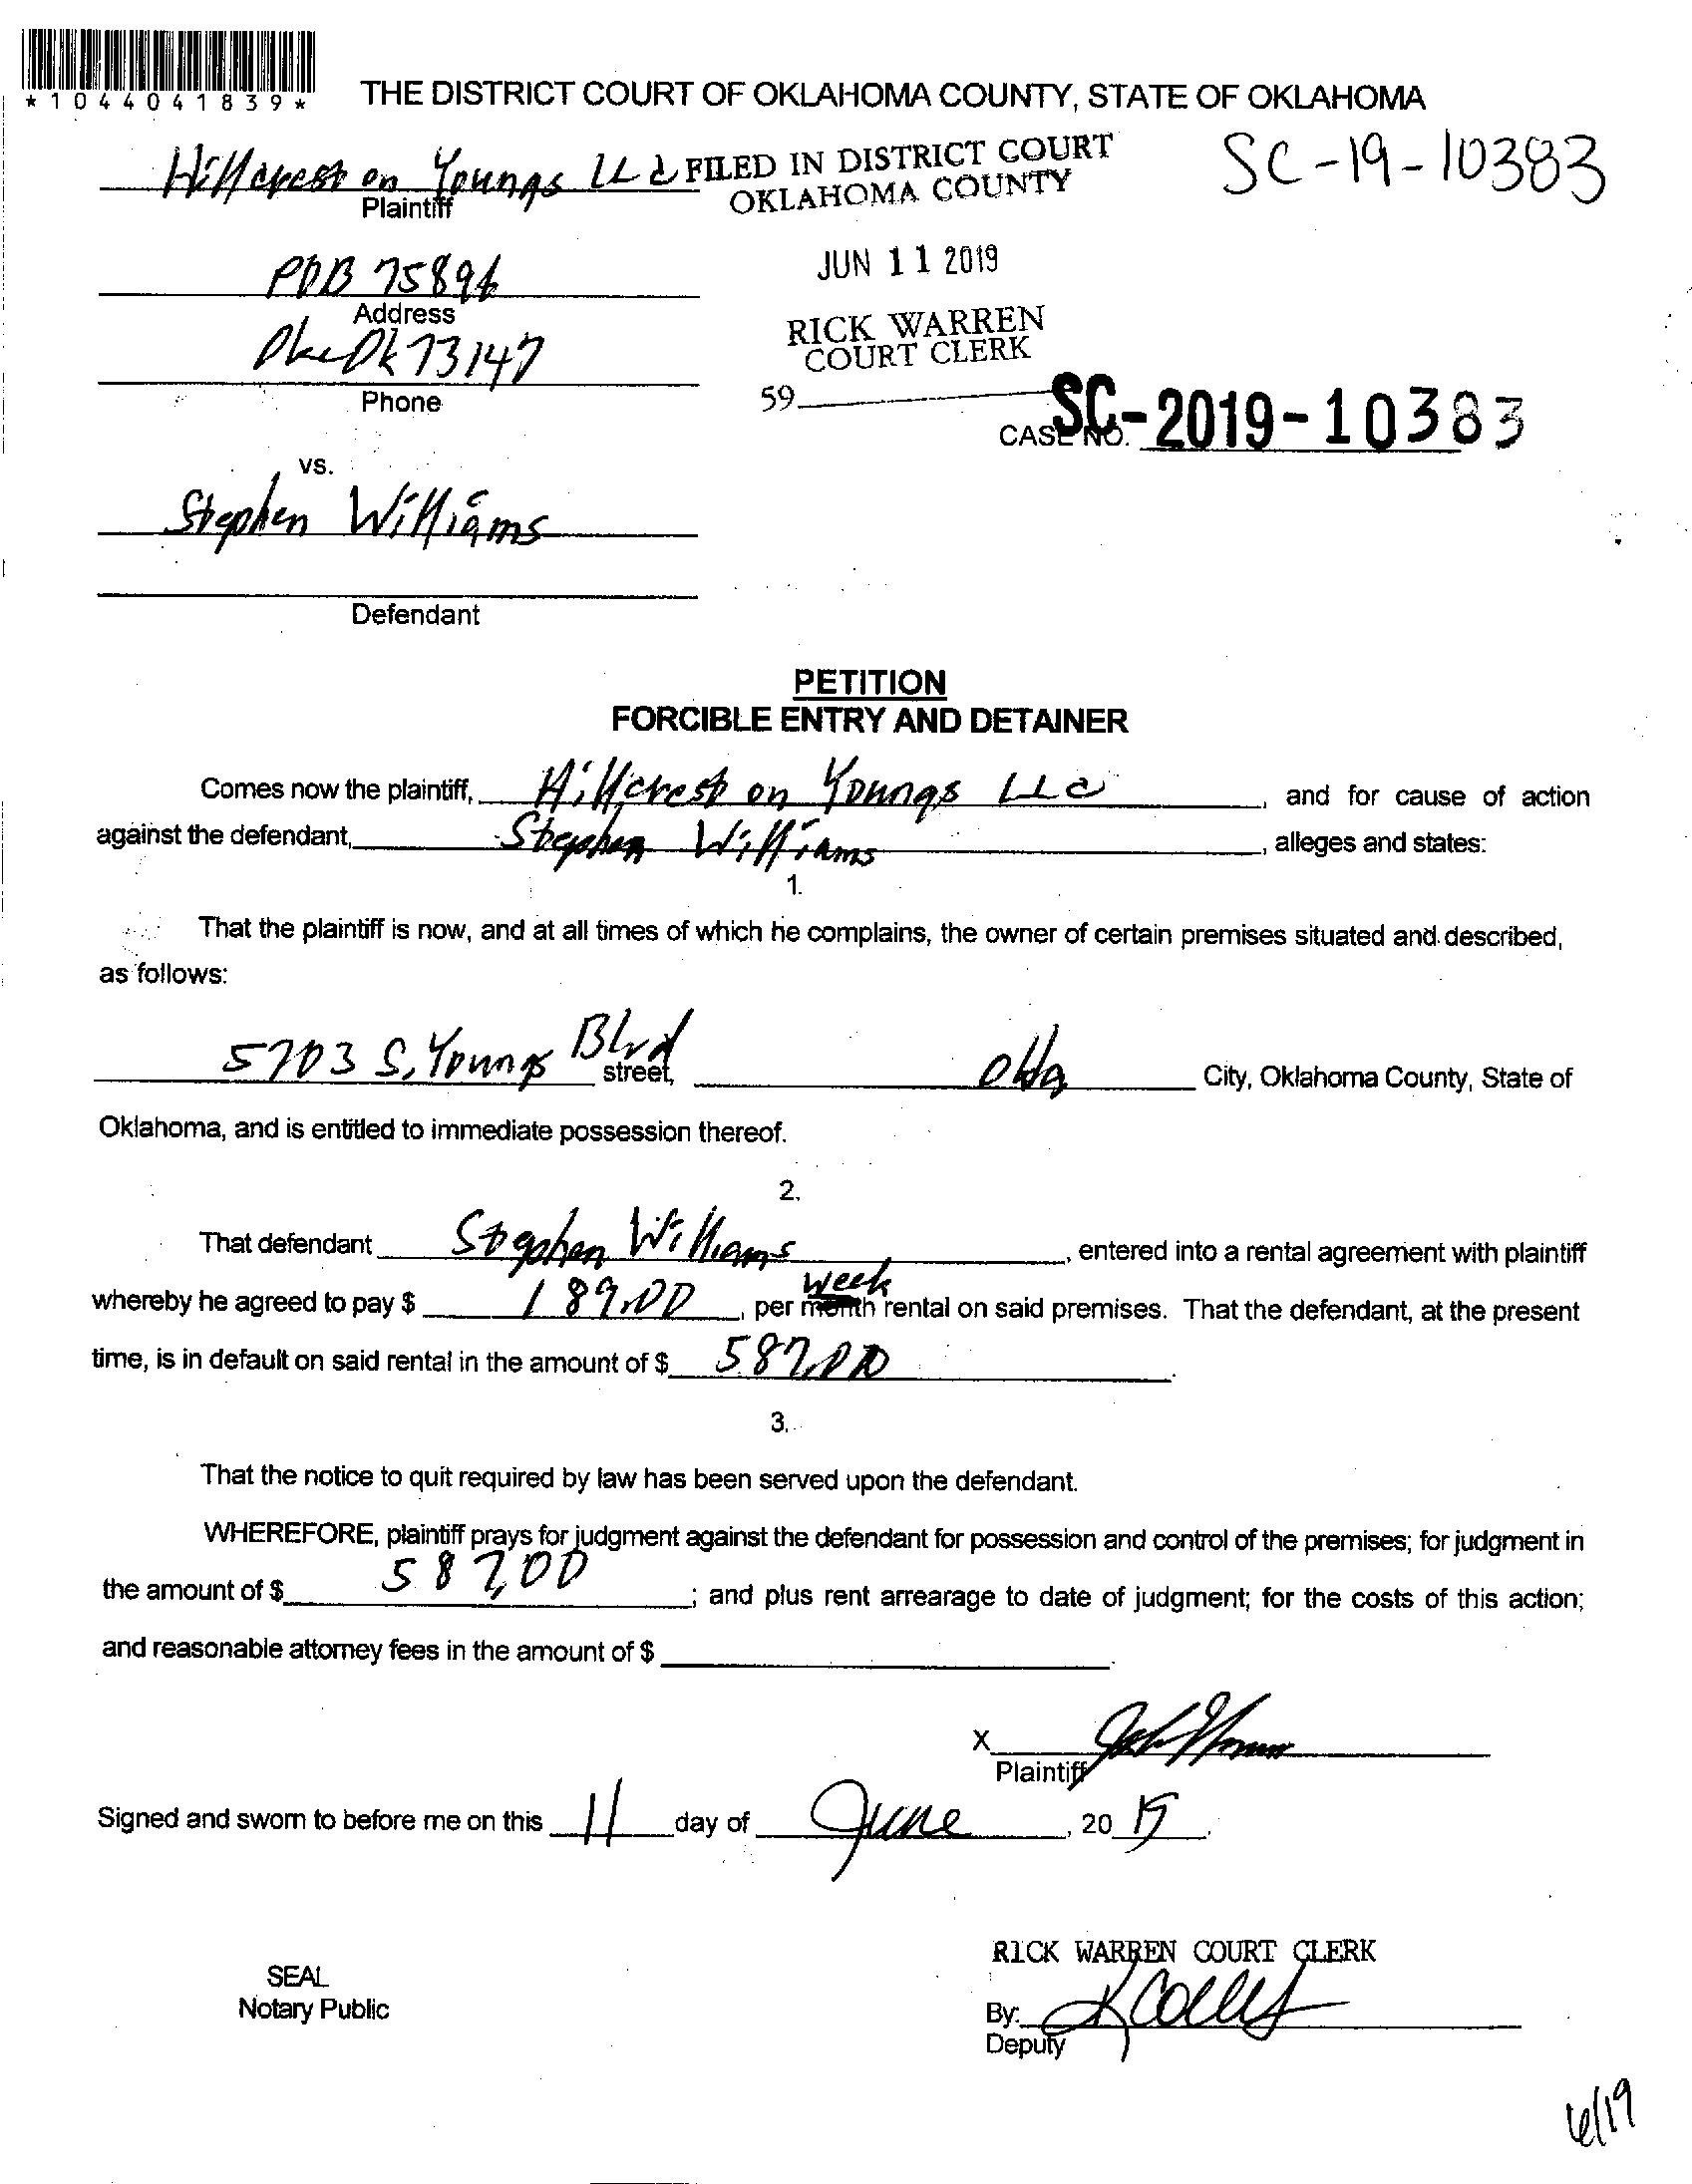 *1044041839*
THE DISTRICT COURT OF OKLAHOMA COUNTY, STATE OF OKLAHOMA
Hillcrest on Youngs LLC
Plaintiff
FILED IN DISTRICT COURT
OKLAHOMA COUNTY
SC-19-10383
POB 75896
Address
JUN 11 2019
73147
Phone
RICK WARREN
COURT CLERK
59
CASE NO. SC-2019-10383
vs.
Stephen Williams
Defendant
PETITION
FORCIBLE ENTRY AND DETAINER
Comes now the plaintiff, Hillcrest on Youngs LLC, and for cause of action
against the defendant, Stephen Williams, alleges and states:
1.
That the plaintiff is now, and at all times of which he complains, the owner of certain premises situated and described,
as follows:
5703 S. Youngs Blvd street, Okla City, Oklahoma County, State of
Oklahoma, and is entitled to immediate possession thereof.
2.
That defendant Stephen Williams, entered into a rental agreement with plaintiff
week
whereby he agreed to pay $ 189.00, per month rental on said premises. That the defendant, at the present
time, is in default on said rental in the amount of $ 587.00.
3.
That the notice to quit required by law has been served upon the defendant.
WHEREFORE, plaintiff prays for judgment against the defendant for possession and control of the premises; for judgment in
the amount of $ 587.00; and plus rent arrearage to date of judgment; for the costs of this action;
and reasonable attorney fees in the amount of $ .
X
Plaintiff
Signed and sworn to before me on this 11 day of June, 2019.
RICK WARREN COURT CLERK
SEAL
Notary Public
By:
Deputy
6/19